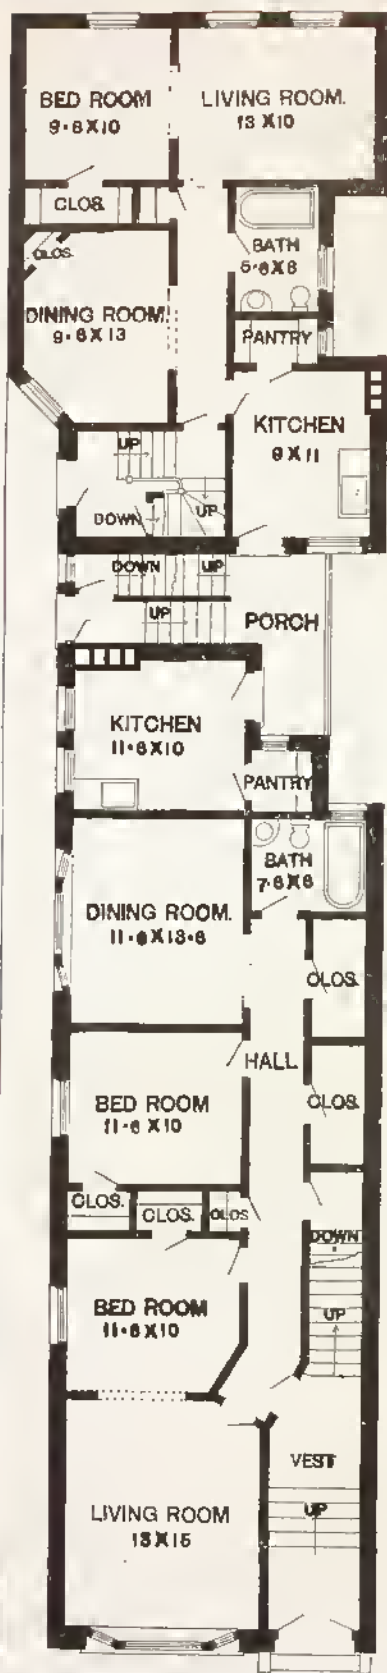 BED ROOM
9-6X10
LIVING ROOM.
13 X10
CLOS.
CLOS.
BATH
5-6X8
DINING ROOM.
9-6X13
PANTRY
KITCHEN
9X11
UP
DOWN
UP
DOWN
UP
UP
PORCH
KITCHEN
11-6X10
PANTRY
BATH
7-6X6
DINING ROOM.
11-6X13-6
CLOS.
HALL
BED ROOM
11-6 X10
CLOS.
CLOS.
CLOS.
CLOS
DOWN
BED ROOM
11-6X10
UP
VEST
LIVING ROOM
13X15
UP